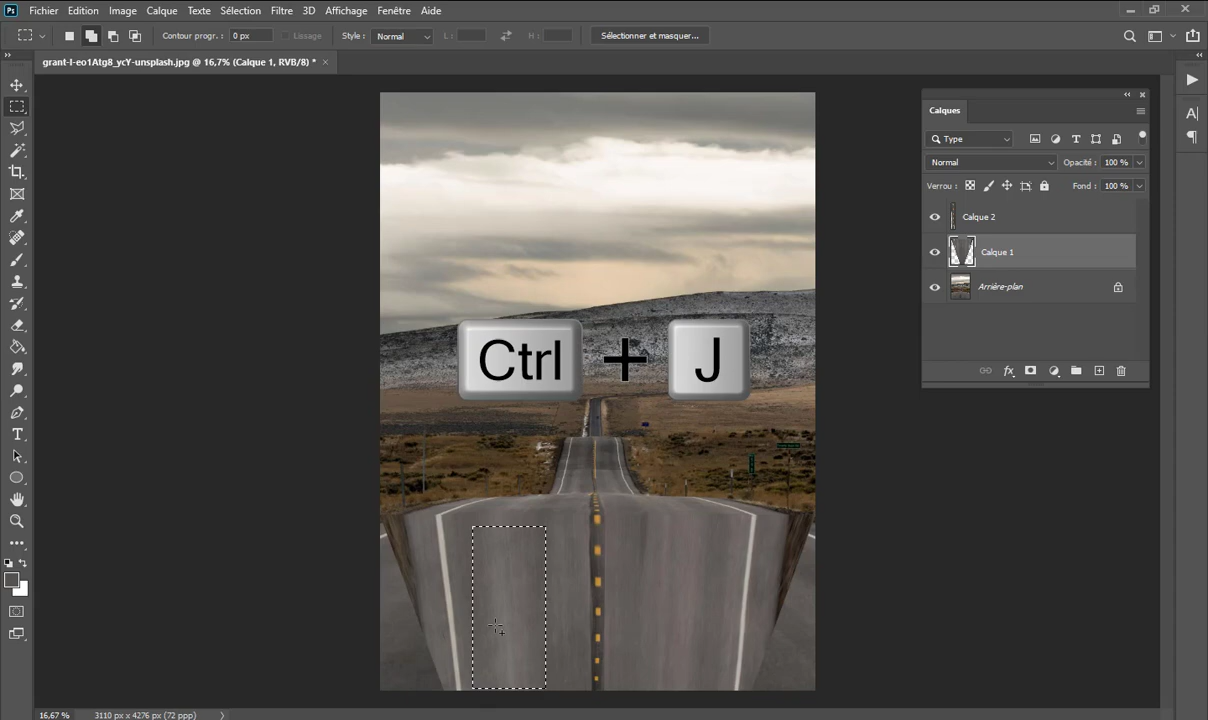 Ps Fichier Edition Image Calque Texte Sélection Filtre 3D Affichage Fenêtre Aide
Contour progr. : 0 px Lissage Style : Normal L : H : Sélectionner et masquer...
grant-l-eo1Atg8_ycY-unsplash.jpg @ 16,7% (Calque 1, RVB/8) * ×
Calques
Type
Normal Opacité : 100 %
Verrou : Fond : 100 %
Calque 2
Calque 1
Arrière-plan
Ctrl + J
16,67 % 3110 px x 4276 px (72 ppp)